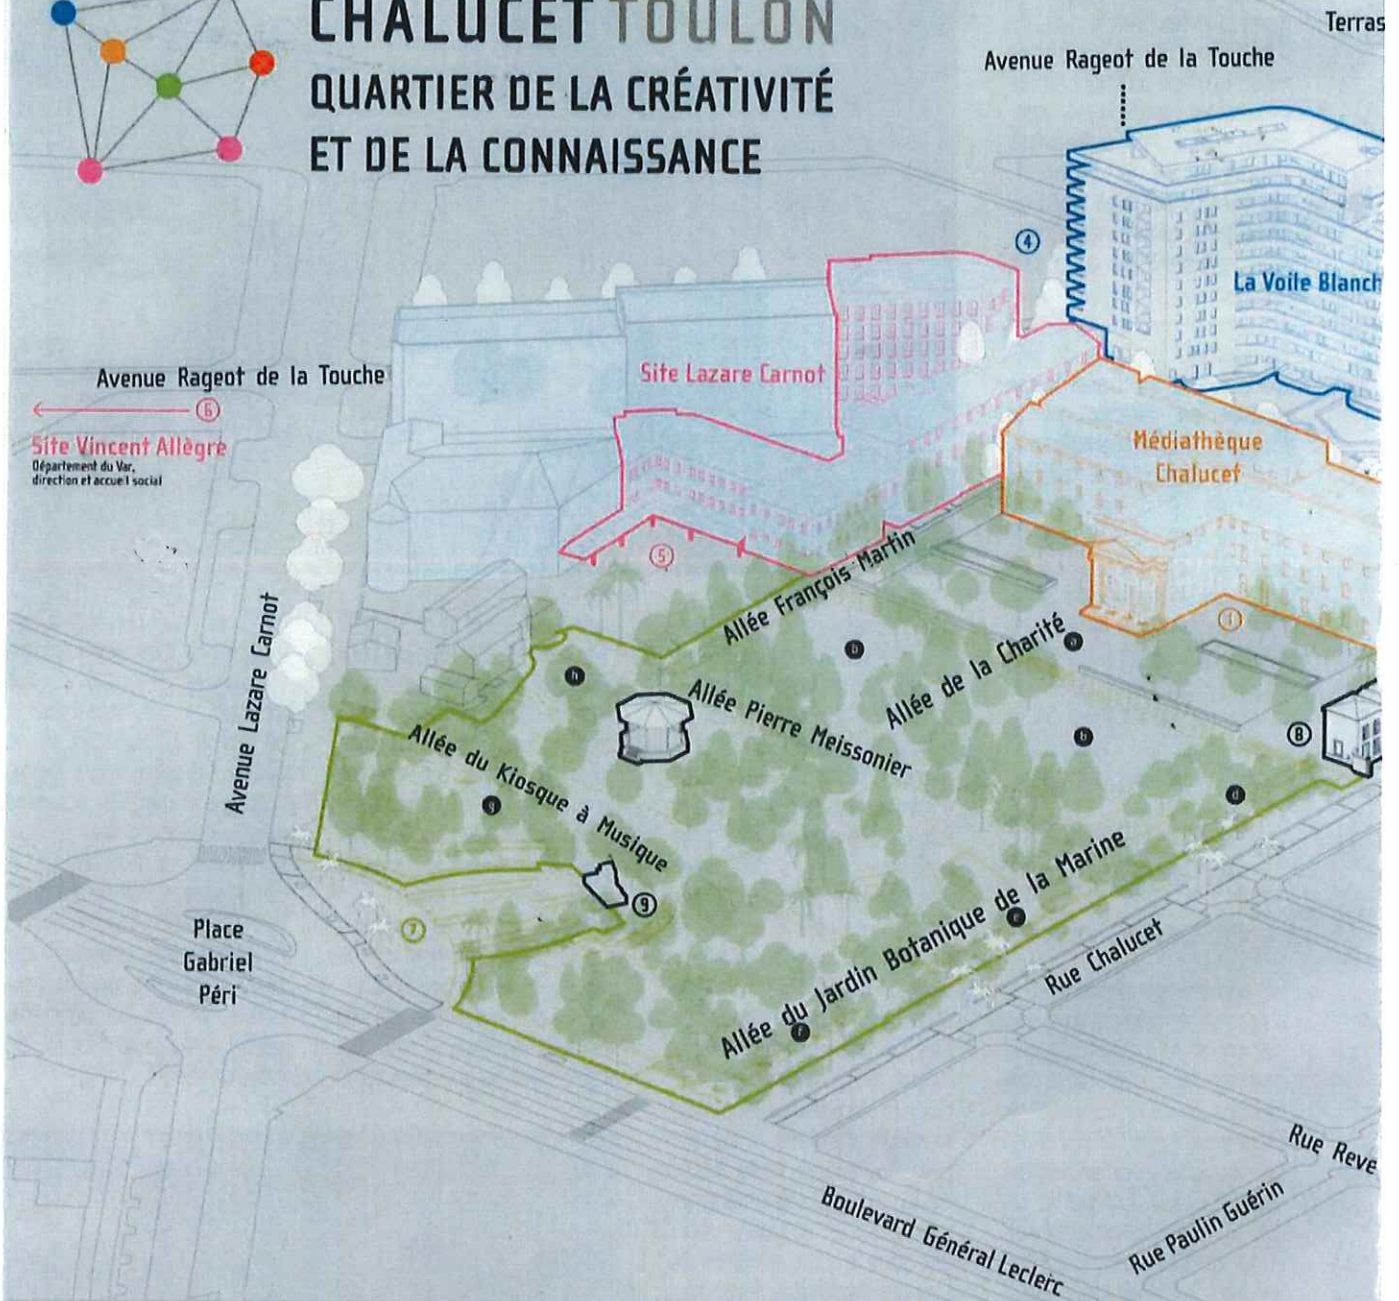 CHALUCET TOULON
QUARTIER DE LA CRÉATIVITÉ
ET DE LA CONNAISSANCE
Terras
Avenue Rageot de la Touche
4
La Voile Blanch
Avenue Rageot de la Touche
6
Site Vincent Allègre
Département du Var,
direction et accueil social
Site Lazare Carnot
Médiathèque
Chalucet
5
Allée François Martin
1
Allée de la Charité
a
b
h
Allée Pierre Meissonier
b
8
Avenue Lazare Carnot
Allée du Kiosque à Musique
g
d
9
7
Allée du Jardin Botanique de la Marine
e
f
Place
Gabriel
Péri
Rue Chalucet
Rue Reve
Rue Paulin Guérin
Boulevard Général Leclerc